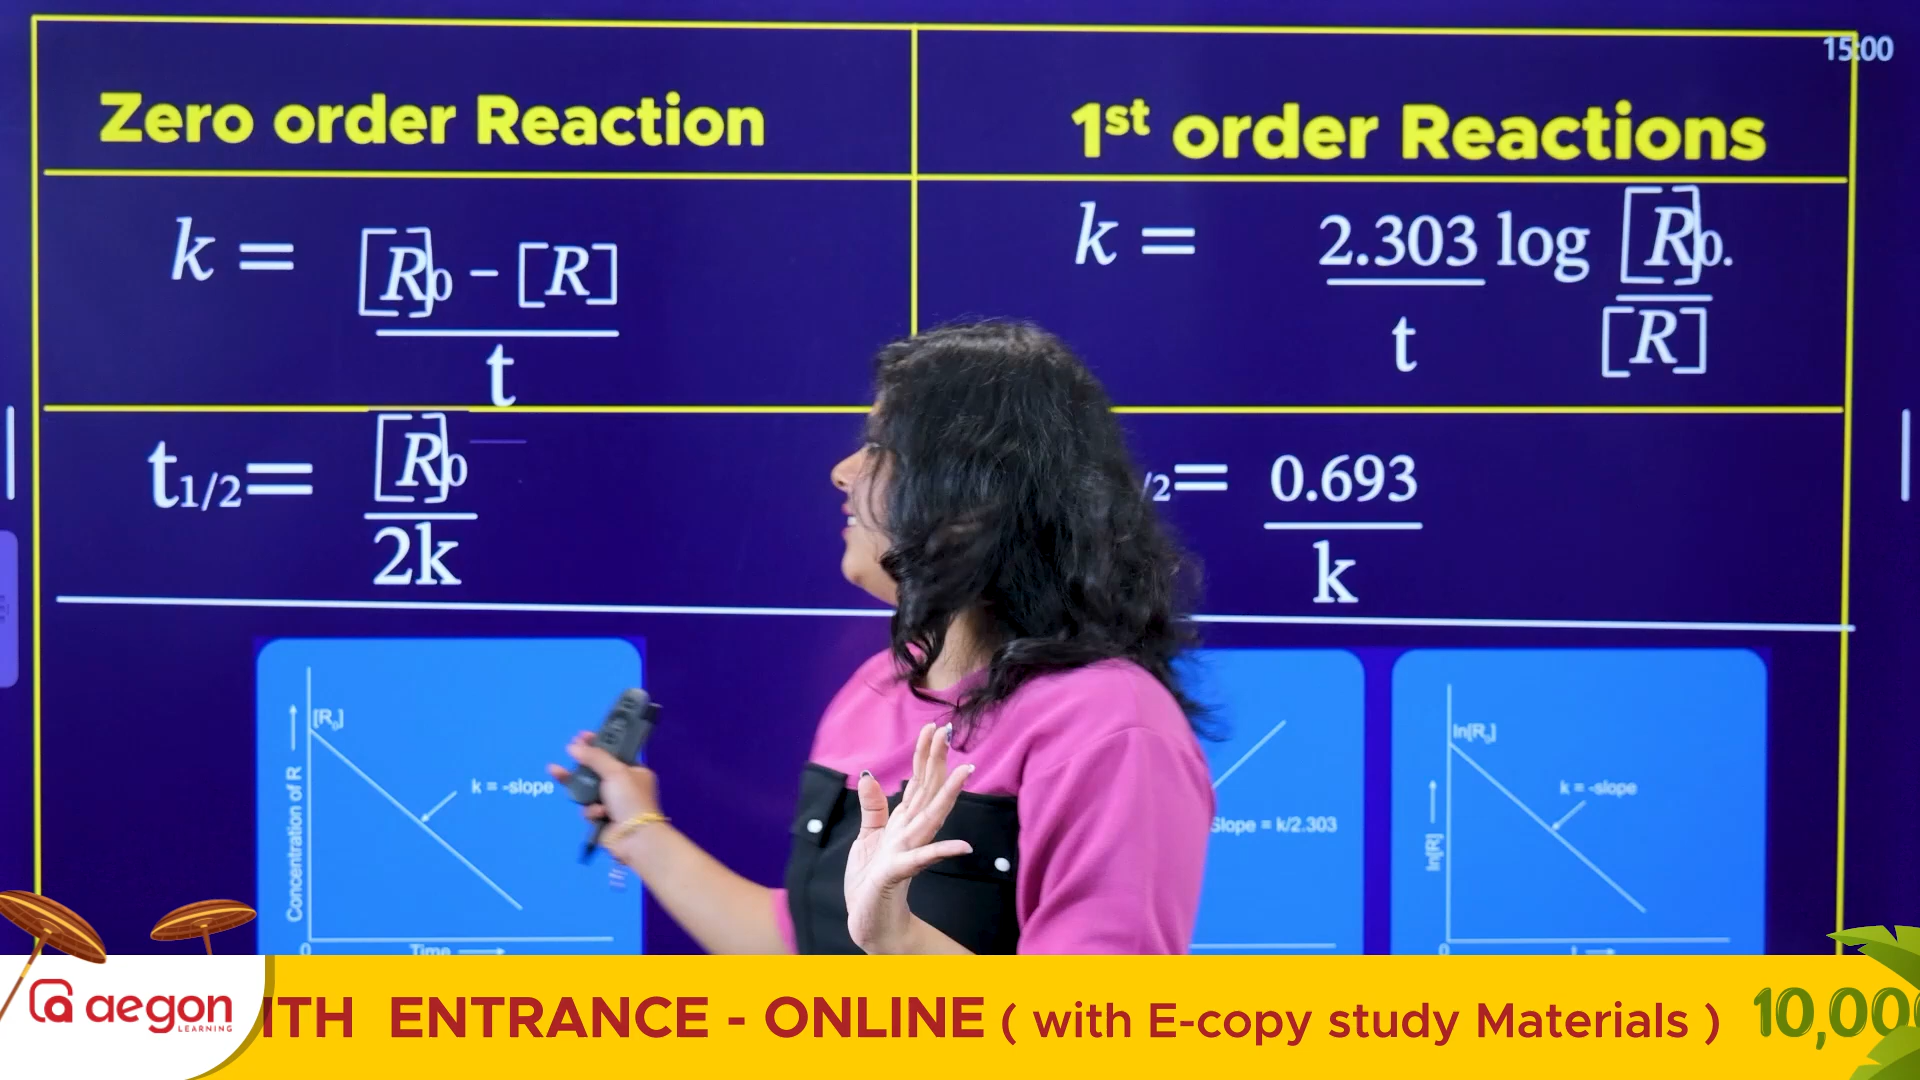 15:00
Zero order Reaction
1st order Reactions
k = [R]0 - [R]
t
k = 2.303 log [R]0.
t [R]
t1/2 = [R]0
2k
/2 = 0.693
k
[R0]
k = -slope
Concentration of R
Time
0
Slope = k/2.303
ln[R0]
k = -slope
ln[R]
0
aegon
LEARNING
ITH ENTRANCE - ONLINE ( with E-copy study Materials )
10,00